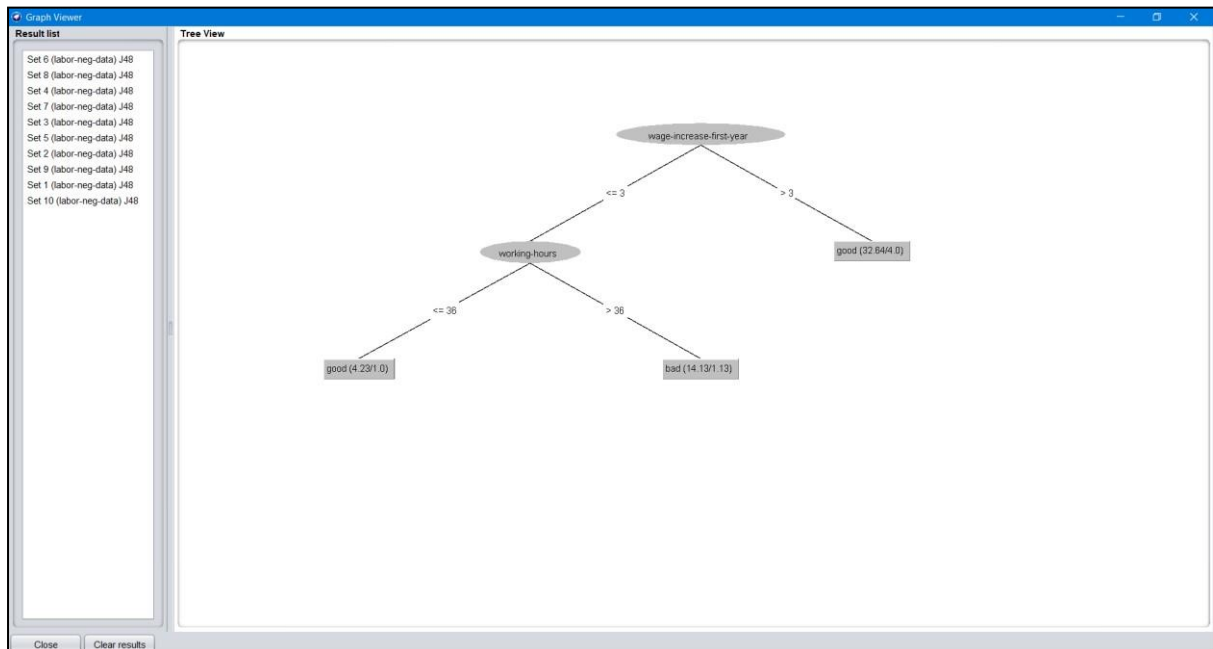 Graph Viewer
Result list
Set 6 (labor-neg-data) J48
Set 8 (labor-neg-data) J48
Set 4 (labor-neg-data) J48
Set 7 (labor-neg-data) J48
Set 3 (labor-neg-data) J48
Set 5 (labor-neg-data) J48
Set 2 (labor-neg-data) J48
Set 9 (labor-neg-data) J48
Set 1 (labor-neg-data) J48
Set 10 (labor-neg-data) J48
Close
Clear results
Tree View
wage-increase-first-year
<= 3
> 3
working-hours
good (32.64/4.0)
<= 36
> 36
good (4.23/1.0)
bad (14.13/1.13)